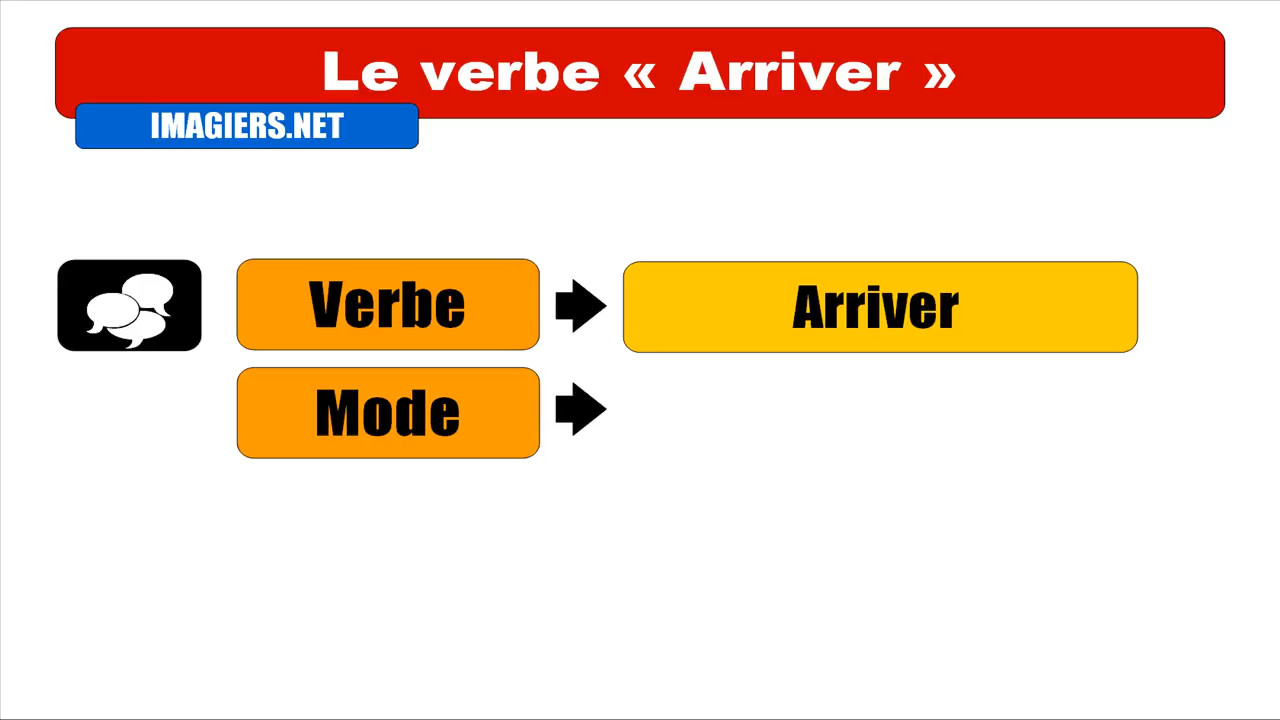 Le verbe « Arriver »
IMAGIERS.NET
Verbe
Arriver
Mode